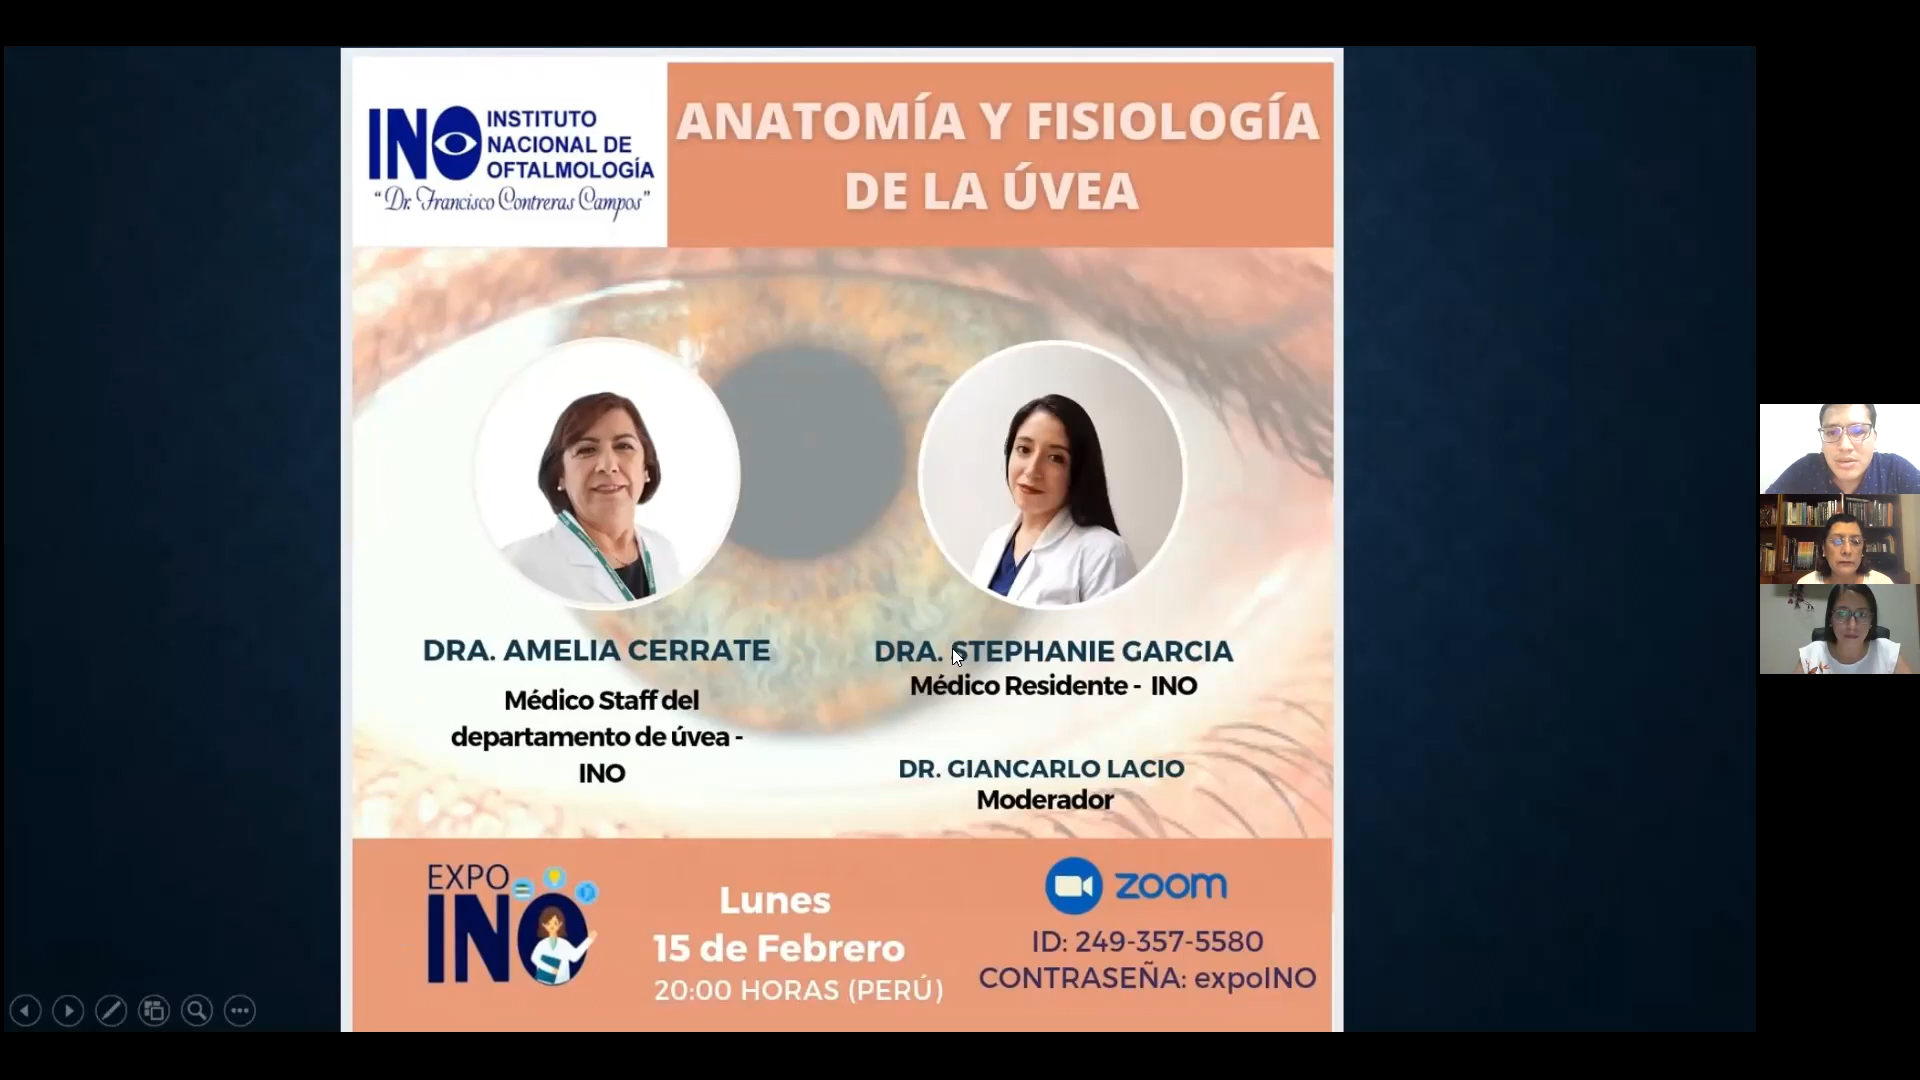 INO
INSTITUTO
NACIONAL DE
OFTALMOLOGÍA
“Dr. Francisco Contreras Campos”
ANATOMÍA Y FISIOLOGÍA
DE LA ÚVEA
DRA. AMELIA CERRATE
Médico Staff del
departamento de úvea -
INO
DRA. STEPHANIE GARCIA
Médico Residente - INO
DR. GIANCARLO LACIO
Moderador
EXPO
INO
Lunes
15 de Febrero
20:00 HORAS (PERÚ)
zoom
ID: 249-357-5580
CONTRASEÑA: expoINO